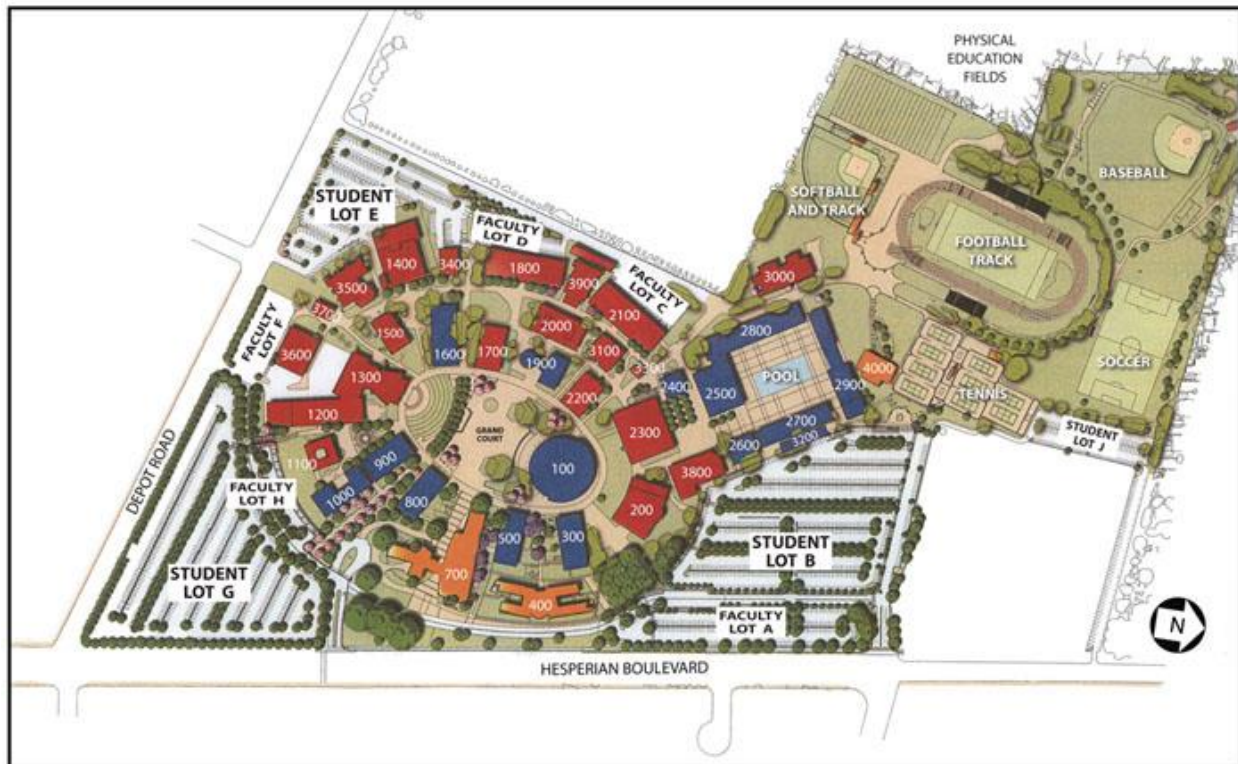 PHYSICAL
EDUCATION
FIELDS
BASEBALL
SOFTBALL
AND TRACK
FOOTBALL
TRACK
STUDENT
LOT E
FACULTY
LOT D
1400
3400
1800
3000
3500
3900
FACULTY
LOT C
2100
370
1500
1600
1700
2000
3100
3300
2800
FACULTY
LOT F
3600
1300
1900
2400
2500
POOL
2900
4000
SOCCER
TENNIS
1200
2200
2300
2700
STUDENT
LOT J
GRAND
COURT
2600
3200
1100
900
100
3800
DEPOT ROAD
FACULTY
LOT H
1000
800
200
500
300
STUDENT
LOT B
STUDENT
LOT G
700
400
FACULTY
LOT A
N
HESPERIAN BOULEVARD